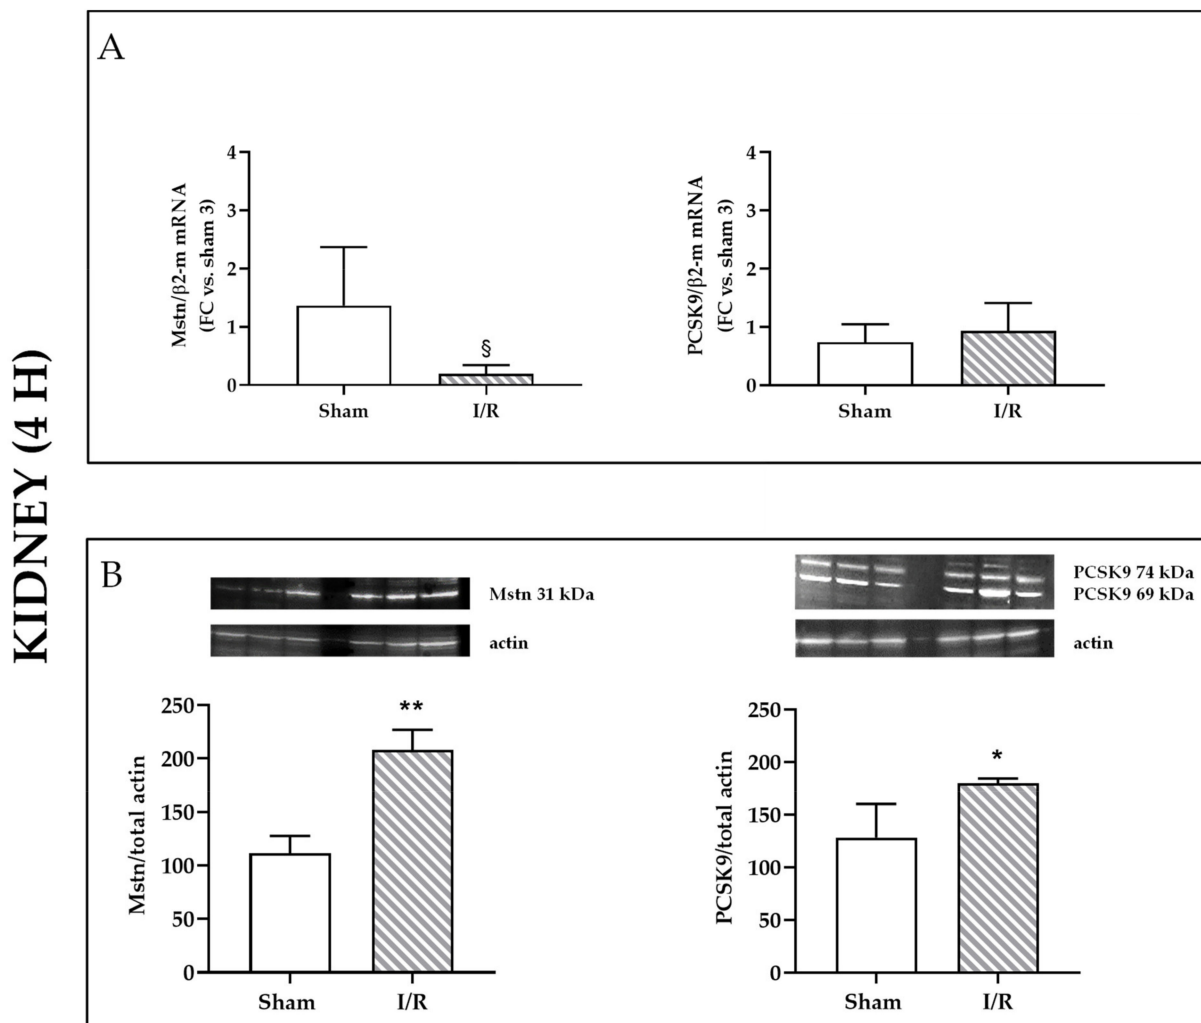 KIDNEY (4 H)
A
Mstn/β2-m mRNA
(FC vs. sham 3)
4
3
2
1
0
§
Sham
I/R
PCSK9/β2-m mRNA
(FC vs. sham 3)
4
3
2
1
0
Sham
I/R
B
Mstn 31 kDa
actin
Mstn/total actin
250
200
150
100
50
0
**
Sham
I/R
PCSK9 74 kDa
PCSK9 69 kDa
actin
PCSK9/total actin
250
200
150
100
50
0
*
Sham
I/R